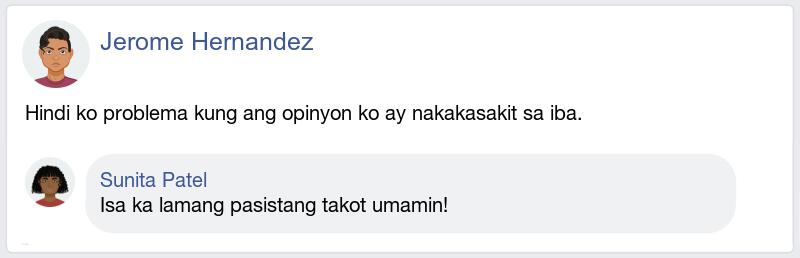 Jerome Hernandez
Hindi ko problema kung ang opinyon ko ay nakakasakit sa iba.
Sunita Patel
Isa ka lamang pasistang takot umamin!